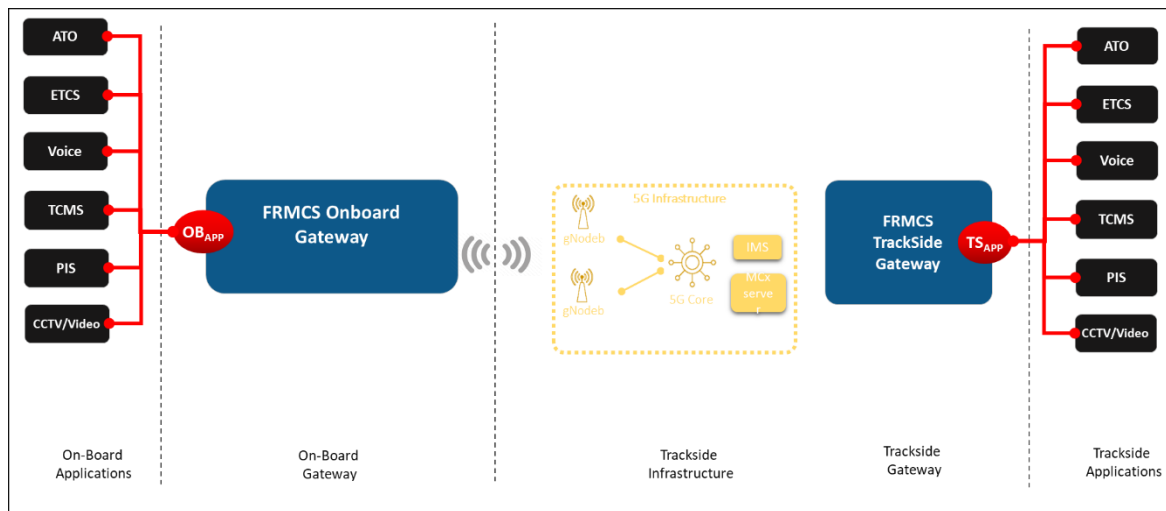 ATO
ETCS
Voice
TCMS
PIS
CCTV/Video
OBAPP
FRMCS Onboard
Gateway
5G Infrastructure
gNodeb
gNodeb
5G Core
IMS
MCx
serve
r
FRMCS
TrackSide
Gateway
TSAPP
ATO
ETCS
Voice
TCMS
PIS
CCTV/Video
On-Board
Applications
On-Board
Gateway
Trackside
Infrastructure
Trackside
Gateway
Trackside
Applications